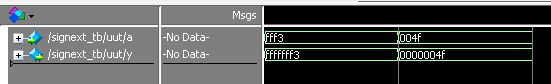 Msgs
/signext_tb/uut/a -No Data- fff3 004f
/signext_tb/uut/y -No Data- fffffff3 0000004f